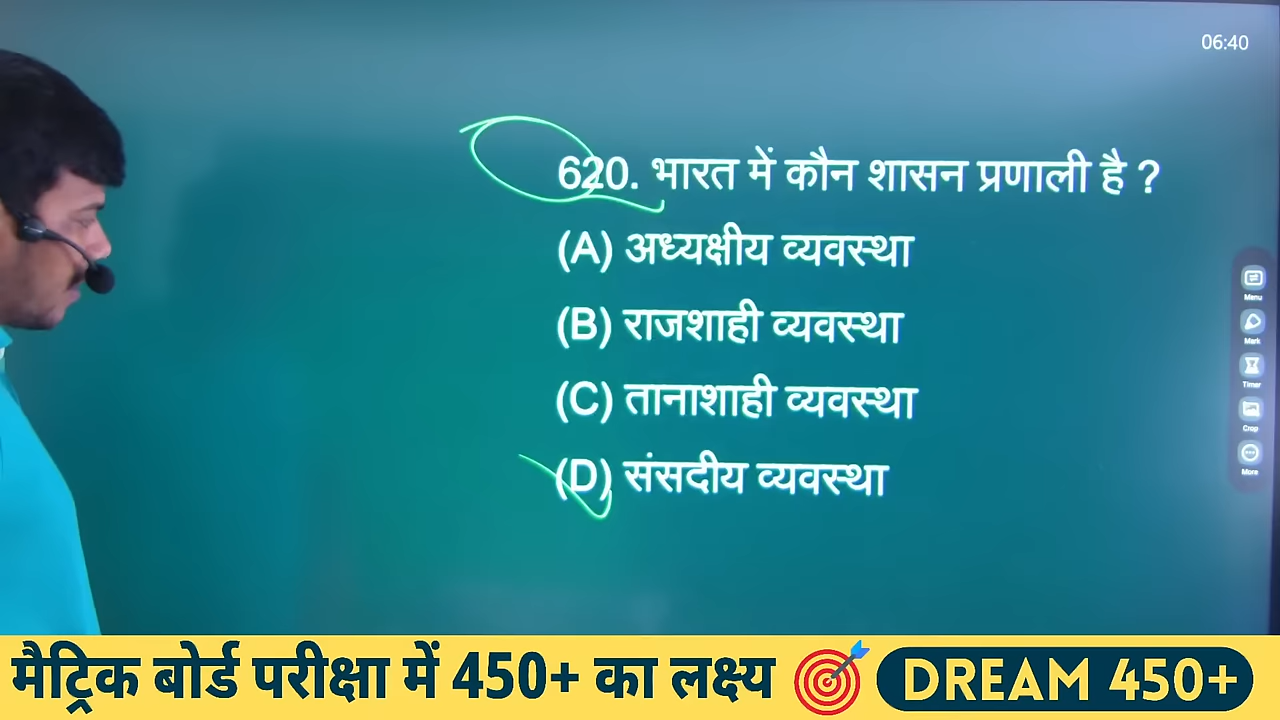 06:40
620. भारत में कौन शासन प्रणाली है ?
(A) अध्यक्षीय व्यवस्था
(B) राजशाही व्यवस्था
(C) तानाशाही व्यवस्था
(D) संसदीय व्यवस्था
Menu
Mark
Timer
Crop
More
मैट्रिक बोर्ड परीक्षा में 450+ का लक्ष्य DREAM 450+